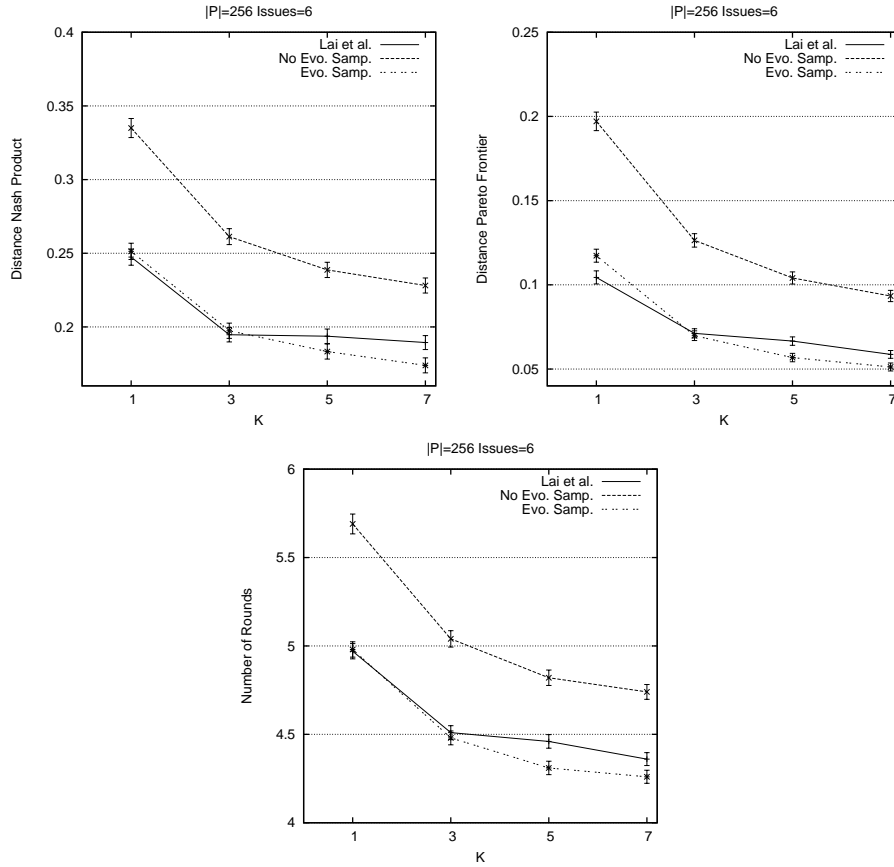 |P|=256 Issues=6
0.4
0.35
0.3
0.25
0.2
Distance Nash Product
Lai et al.
No Evo. Samp.
Evo. Samp.
1 3 5 7
K
|P|=256 Issues=6
0.25
0.2
0.15
0.1
0.05
Distance Pareto Frontier
Lai et al.
No Evo. Samp.
Evo. Samp.
1 3 5 7
K
|P|=256 Issues=6
6
5.5
5
4.5
4
Number of Rounds
Lai et al.
No Evo. Samp.
Evo. Samp.
1 3 5 7
K